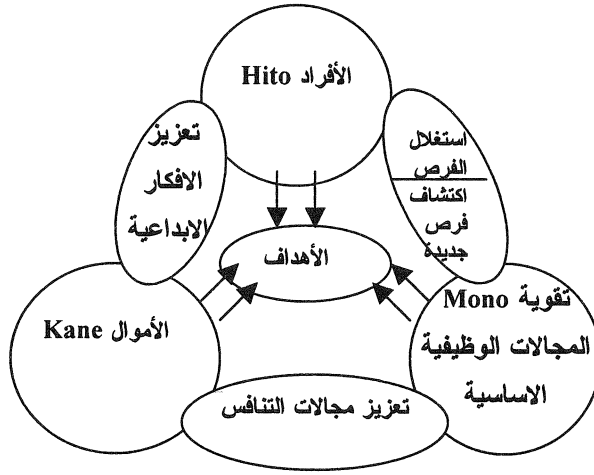 الأفراد Hito
تعزيز
الافكار
الابداعية
استغلال
الفرص
اكتشاف
فرص
جديدة
الأهداف
الأموال Kane
تقوية Mono
المجالات الوظيفية
الاساسية
تعزيز مجالات التنافس